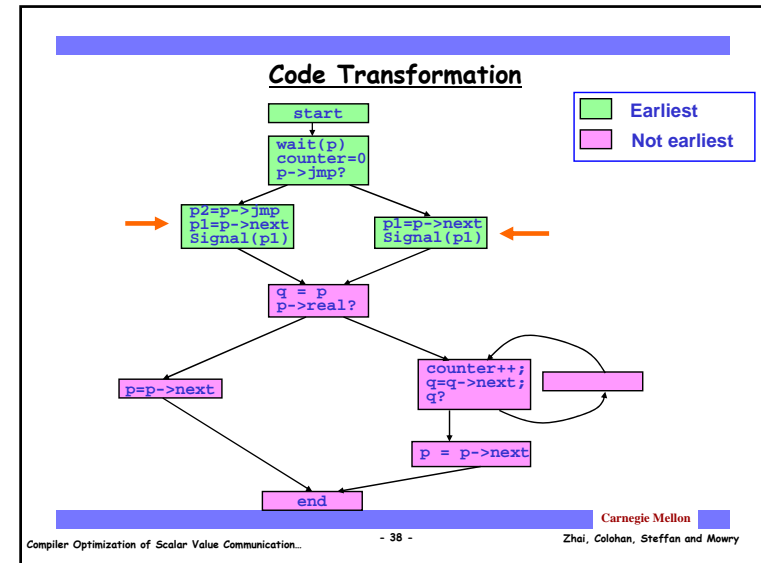 Code Transformation
Earliest
Not earliest
start
wait(p)
counter=0
p->jmp?
p2=p->jmp
p1=p->next
Signal(p1)
p1=p->next
Signal(p1)
q = p
p->real?
counter++;
q=q->next;
q?
p=p->next
p = p->next
end
Carnegie Mellon
Compiler Optimization of Scalar Value Communication…
- 38 -
Zhai, Colohan, Steffan and Mowry